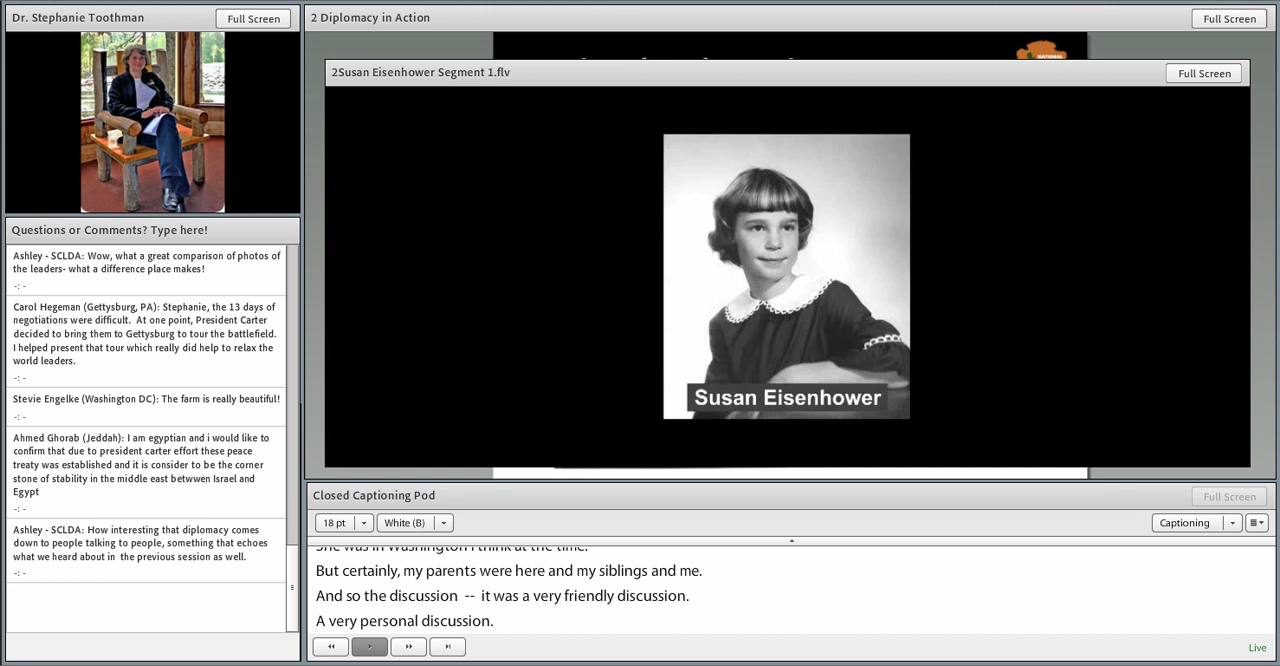 Dr. Stephanie Toothman
Full Screen
2 Diplomacy in Action
Full Screen
NATIONAL
2Susan Eisenhower Segment 1.flv
Full Screen
Susan Eisenhower
Questions or Comments? Type here!
Ashley - SCLDA: Wow, what a great comparison of photos of
the leaders- what a difference place makes!
-: -
Carol Hegeman (Gettysburg, PA): Stephanie, the 13 days of
negotiations were difficult.  At one point, President Carter
decided to bring them to Gettysburg to tour the battlefield.
I helped present that tour which really did help to relax the
world leaders.
-: -
Stevie Engelke (Washington DC): The farm is really beautiful!
-: -
Ahmed Ghorab (Jeddah): I am egyptian and i would like to
confirm that due to president carter effort these peace
treaty was established and it is consider to be the corner
stone of stability in the middle east betwwen Israel and
Egypt
-: -
Ashley - SCLDA: How interesting that diplomacy comes
down to people talking to people, something that echoes
what we heard about in  the previous session as well.
-: -
Closed Captioning Pod
Full Screen
18 pt
White (B)
Captioning
She was in Washington I think at the time.
But certainly, my parents were here and my siblings and me.
And so the discussion  --  it was a very friendly discussion.
A very personal discussion.
Live